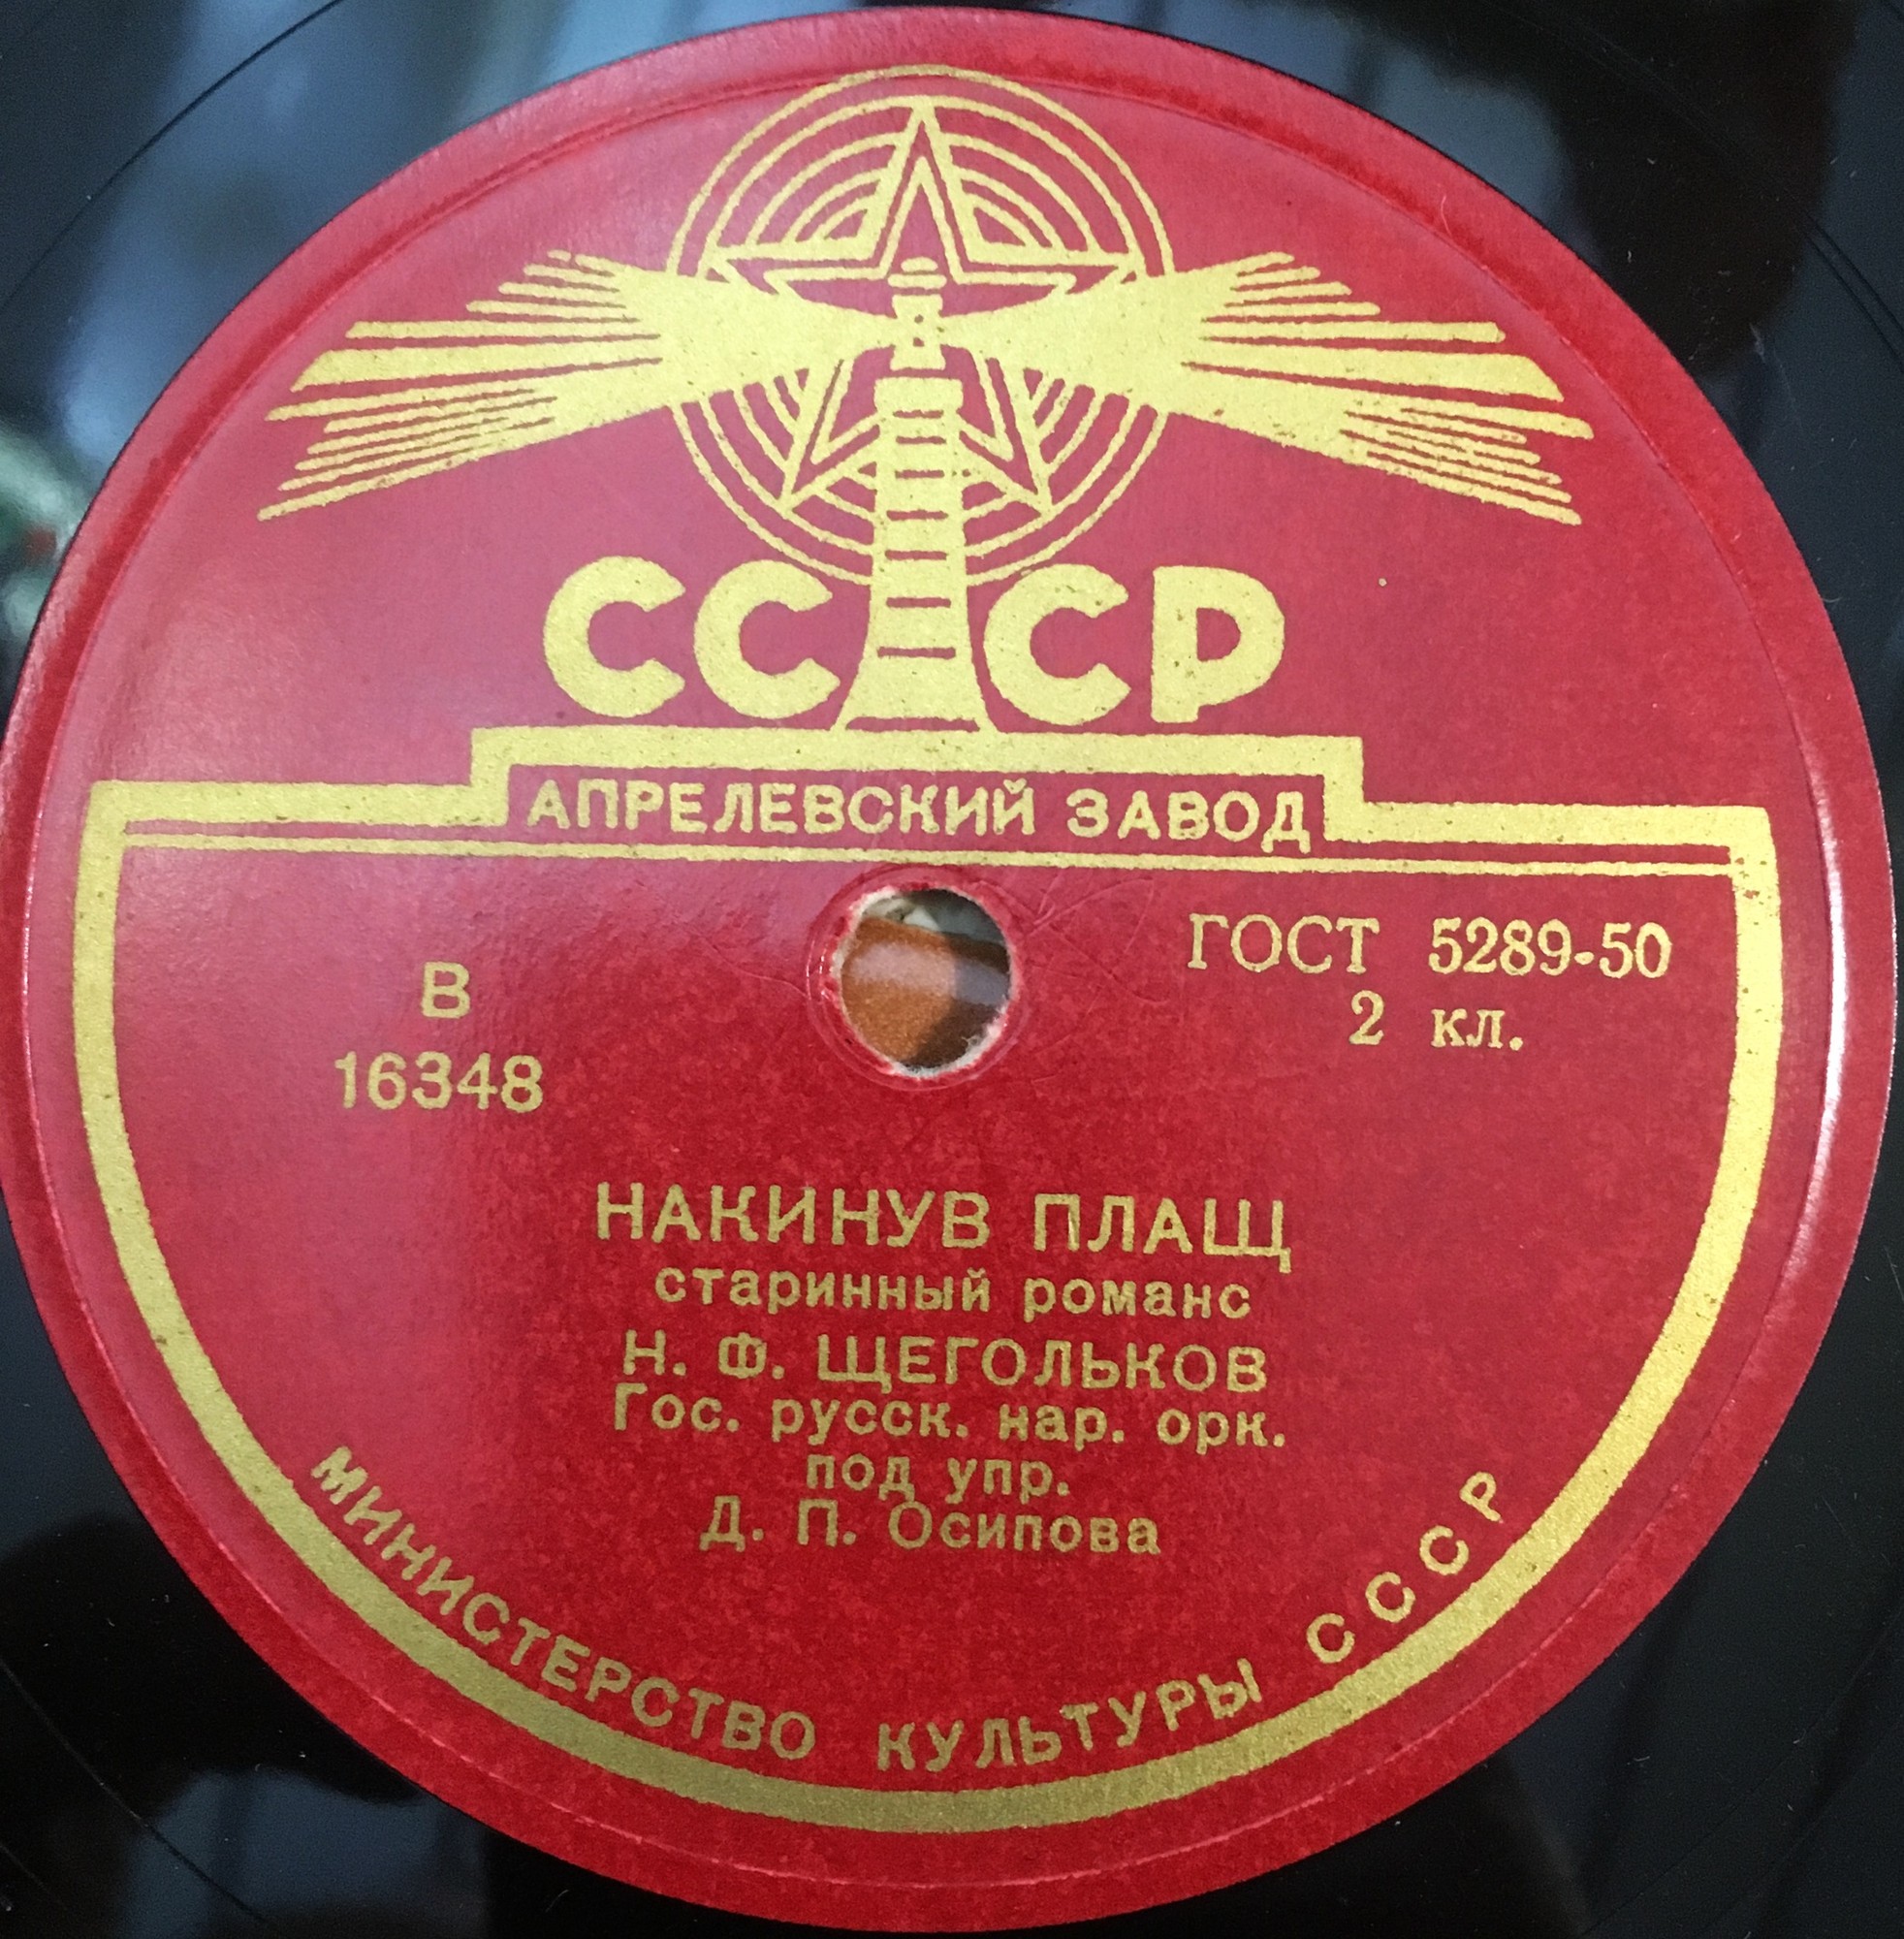 СССР
АПРЕЛЕВСКИЙ ЗАВОД
В
16348
ГОСТ 5289-50
2 кл.
НАКИНУВ ПЛАЩ
старинный романс
Н. Ф. ЩЕГОЛЬКОВ
Гос. русск. нар. орк.
под упр.
Д. П. Осипова
МИНИСТЕРСТВО КУЛЬТУРЫ СССР